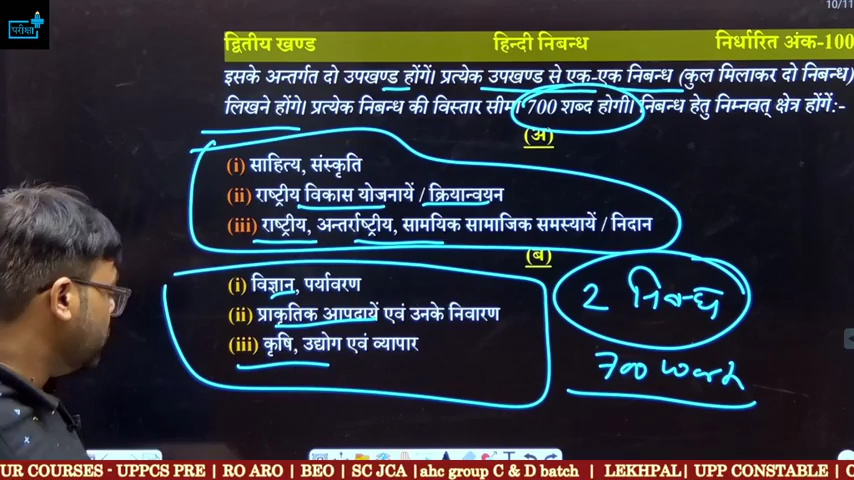 परीक्षा
10/11
द्वितीय खण्ड हिन्दी निबन्ध निर्धारित अंक-100
इसके अन्तर्गत दो उपखण्ड होंगें। प्रत्येक उपखण्ड से एक-एक निबन्ध (कुल मिलाकर दो निबन्ध)
लिखने होंगे। प्रत्येक निबन्ध की विस्तार सीमा 700 शब्द होगी। निबन्ध हेतु निम्नवत् क्षेत्र होंगें:-
(अ)
(i) साहित्य, संस्कृति
(ii) राष्ट्रीय विकास योजनायें / क्रियान्वयन
(iii) राष्ट्रीय, अन्तर्राष्ट्रीय, सामयिक सामाजिक समस्यायें / निदान
(ब)
(i) विज्ञान, पर्यावरण
(ii) प्राकृतिक आपदायें एवं उनके निवारण
(iii) कृषि, उद्योग एवं व्यापार
2 निबन्ध
700 word
UR COURSES - UPPCS PRE | RO ARO | BEO | SC JCA | ahc group C & D batch | LEKHPAL | UPP CONSTABLE | C